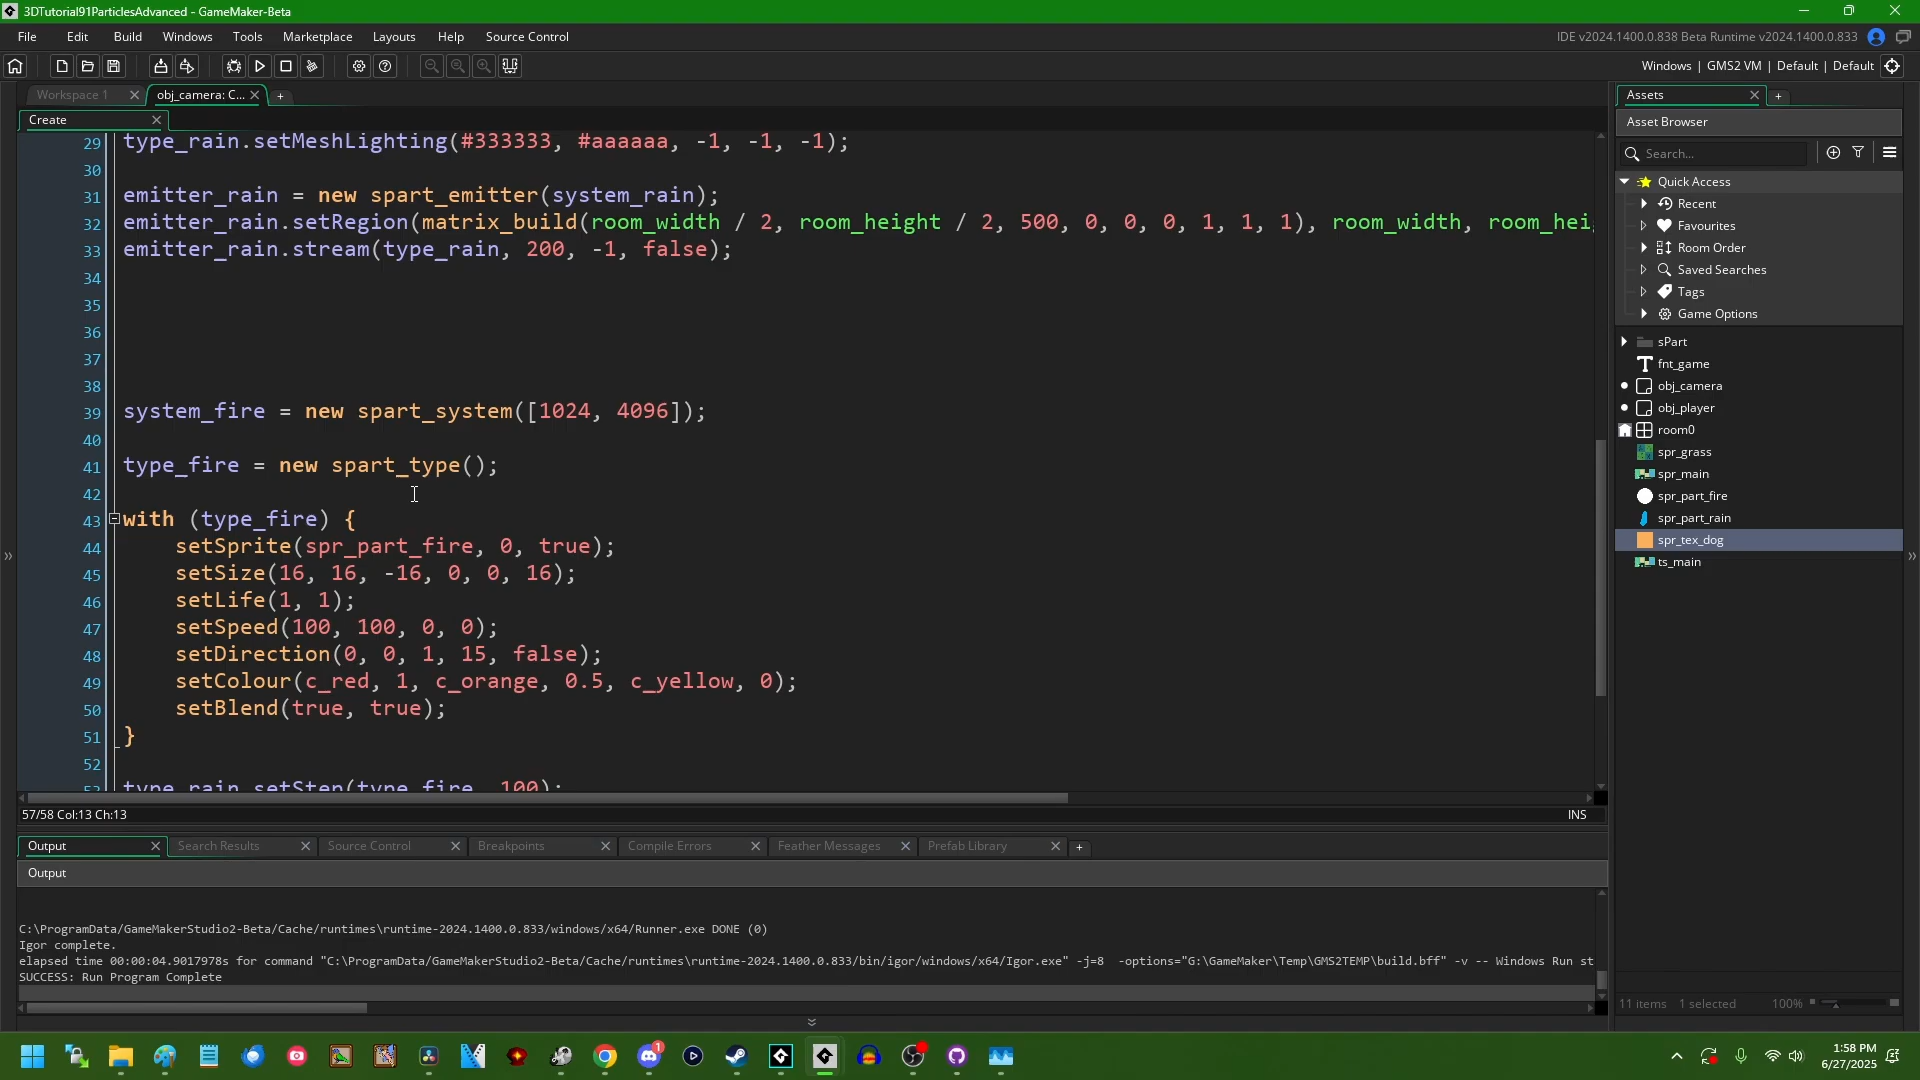 3DTutorial91ParticlesAdvanced - GameMaker-Beta
File Edit Build Windows Tools Marketplace Layouts Help Source Control
IDE v2024.1400.0.838 Beta Runtime v2024.1400.0.833
Windows | GMS2 VM | Default | Default
Workspace 1
obj_camera: C...
Create
29 type_rain.setMeshLighting(#333333, #aaaaaa, -1, -1, -1);
30
31 emitter_rain = new spart_emitter(system_rain);
32 emitter_rain.setRegion(matrix_build(room_width / 2, room_height / 2, 500, 0, 0, 0, 1, 1, 1), room_width, room_hei
33 emitter_rain.stream(type_rain, 200, -1, false);
34
35
36
37
38
39 system_fire = new spart_system([1024, 4096]);
40
41 type_fire = new spart_type();
42
43 with (type_fire) {
44 setSprite(spr_part_fire, 0, true);
45 setSize(16, 16, -16, 0, 0, 16);
46 setLife(1, 1);
47 setSpeed(100, 100, 0, 0);
48 setDirection(0, 0, 1, 15, false);
49 setColour(c_red, 1, c_orange, 0.5, c_yellow, 0);
50 setBlend(true, true);
51 }
52
53 type_rain.setStep(type_fire, 100);
57/58 Col:13 Ch:13
INS
Output Search Results Source Control Breakpoints Compile Errors Feather Messages Prefab Library
Output
C:\ProgramData/GameMakerStudio2-Beta/Cache/runtimes\runtime-2024.1400.0.833/windows/x64/Runner.exe DONE (0)
Igor complete.
elapsed time 00:00:04.9017978s for command "C:\ProgramData/GameMakerStudio2-Beta/Cache/runtimes\runtime-2024.1400.0.833/bin/igor/windows/x64/Igor.exe" -j=8 -options="G:\GameMaker\Temp\GMS2TEMP\build.bff" -v -- Windows Run st
SUCCESS: Run Program Complete
Assets
Asset Browser
Search...
Quick Access
Recent
Favourites
Room Order
Saved Searches
Tags
Game Options
sPart
fnt_game
obj_camera
obj_player
room0
spr_grass
spr_main
spr_part_fire
spr_part_rain
spr_tex_dog
ts_main
11 items 1 selected 100%
1
1:58 PM
6/27/2025